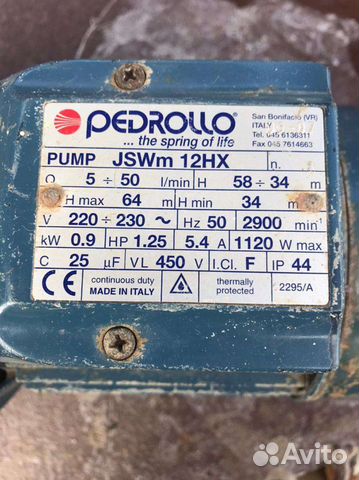 PEDROLLO
... the spring of life
San Bonifacio (VR)
ITALY
Tel. 045 6136311
Fax 045 7614663
PUMP JSWm 12HX n.
Q 5 ÷ 50 l/min H 58 ÷ 34 m
H max 64 m H min 34 m
V 220 ÷ 230 ~ Hz 50 2900 min⁻¹
kW 0.9 HP 1.25 5.4 A 1120 W max
C 25 µF VL 450 V I.Cl. F IP 44
CE continuous duty thermally
MADE IN ITALY protected 2295/A
Avito